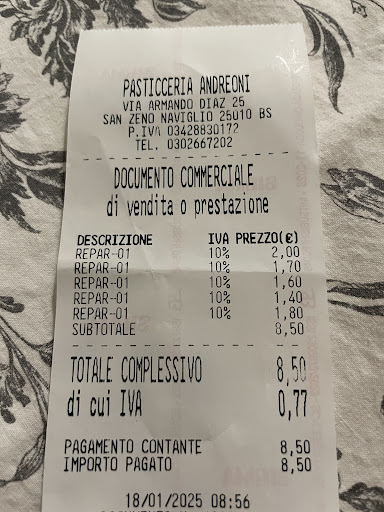 PASTICCERIA ANDREONI
VIA ARMANDO DIAZ 25
SAN ZENO NAVIGLIO 25010 BS
P.IVA 03428830172
TEL. 0302667202
DOCUMENTO COMMERCIALE
di vendita o prestazione
DESCRIZIONE IVA PREZZO(€)
REPAR-01 10% 2,00
REPAR-01 10% 1,70
REPAR-01 10% 1,60
REPAR-01 10% 1,40
REPAR-01 10% 1,80
SUBTOTALE 8,50
TOTALE COMPLESSIVO 8,50
di cui IVA 0,77
PAGAMENTO CONTANTE 8,50
IMPORTO PAGATO 8,50
18/01/2025 08:56